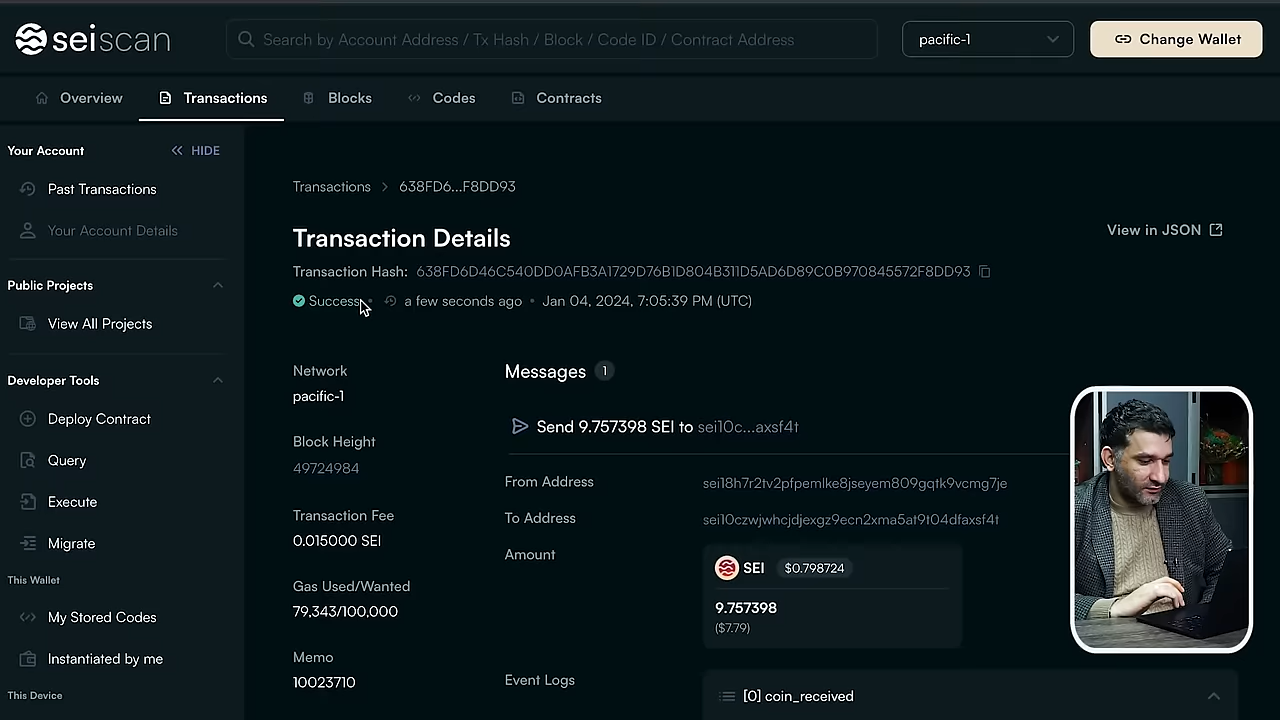 seiscan
Search by Account Address / Tx Hash / Block / Code ID / Contract Address
pacific-1
Change Wallet
Overview
Transactions
Blocks
Codes
Contracts
Your Account
HIDE
Past Transactions
Your Account Details
Public Projects
View All Projects
Developer Tools
Deploy Contract
Query
Execute
Migrate
This Wallet
My Stored Codes
Instantiated by me
This Device
Transactions > 638FD6...F8DD93
Transaction Details
View in JSON
Transaction Hash: 638FD6D46C540DD0AFB3A1729D76B1D804B311D5AD6D89C0B970845572F8DD93
Success • a few seconds ago • Jan 04, 2024, 7:05:39 PM (UTC)
Network
pacific-1
Block Height
49724984
Transaction Fee
0.015000 SEI
Gas Used/Wanted
79,343/100,000
Memo
10023710
Messages 1
Send 9.757398 SEI to sei10c...axsf4t
From Address sei18h7r2tv2pfpemlke8jseyem809gqtk9vcmg7je
To Address sei10czwjwhcjdjexgz9ecn2xma5at9t04dfaxsf4t
Amount
SEI $0.798724
9.757398
($7.79)
Event Logs
[0] coin_received